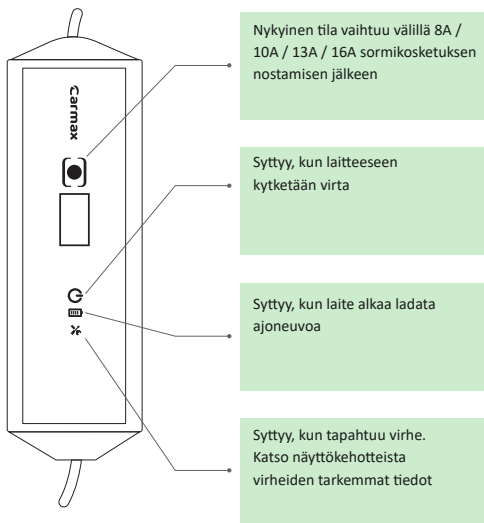 Carmax
Nykyinen tila vaihtuu välillä 8A /
10A / 13A / 16A sormikosketuksen
nostamisen jälkeen
Syttyy, kun laitteeseen
kytketään virta
Syttyy, kun laite alkaa ladata
ajoneuvoa
Syttyy, kun tapahtuu virhe.
Katso näyttökehotteista
virheiden tarkemmat tiedot